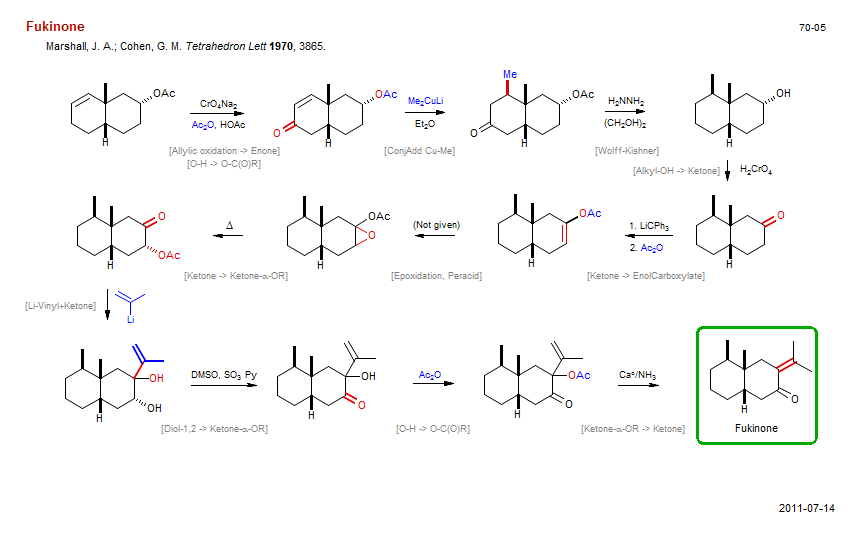 Fukinone
70-05
Marshall, J. A.; Cohen, G. M. Tetrahedron Lett 1970, 3865.
OAc
H
CrO4Na2
Ac2O, HOAc
[Allylic oxidation -> Enone]
[O-H -> O-C(O)R]
OAc
O
H
Me2CuLi
Et2O
[ConjAdd Cu-Me]
Me
OAc
O
H
H2NNH2
(CH2OH)2
[Wolff-Kishner]
OH
H
[Alkyl-OH -> Ketone]
H2CrO4
O
OAc
H
Δ
[Ketone -> Ketone-α-OR]
OAc
O
H
(Not given)
[Epoxidation, Peracid]
OAc
H
1. LiCPh3
2. Ac2O
[Ketone -> EnolCarboxylate]
O
H
[Li-Vinyl+Ketone]
Li
OH
OH
H
DMSO, SO3 Py
[Diol-1,2 -> Ketone-α-OR]
OH
O
H
Ac2O
[O-H -> O-C(O)R]
OAc
O
H
Ca°/NH3
[Ketone-α-OR -> Ketone]
O
H
Fukinone
2011-07-14